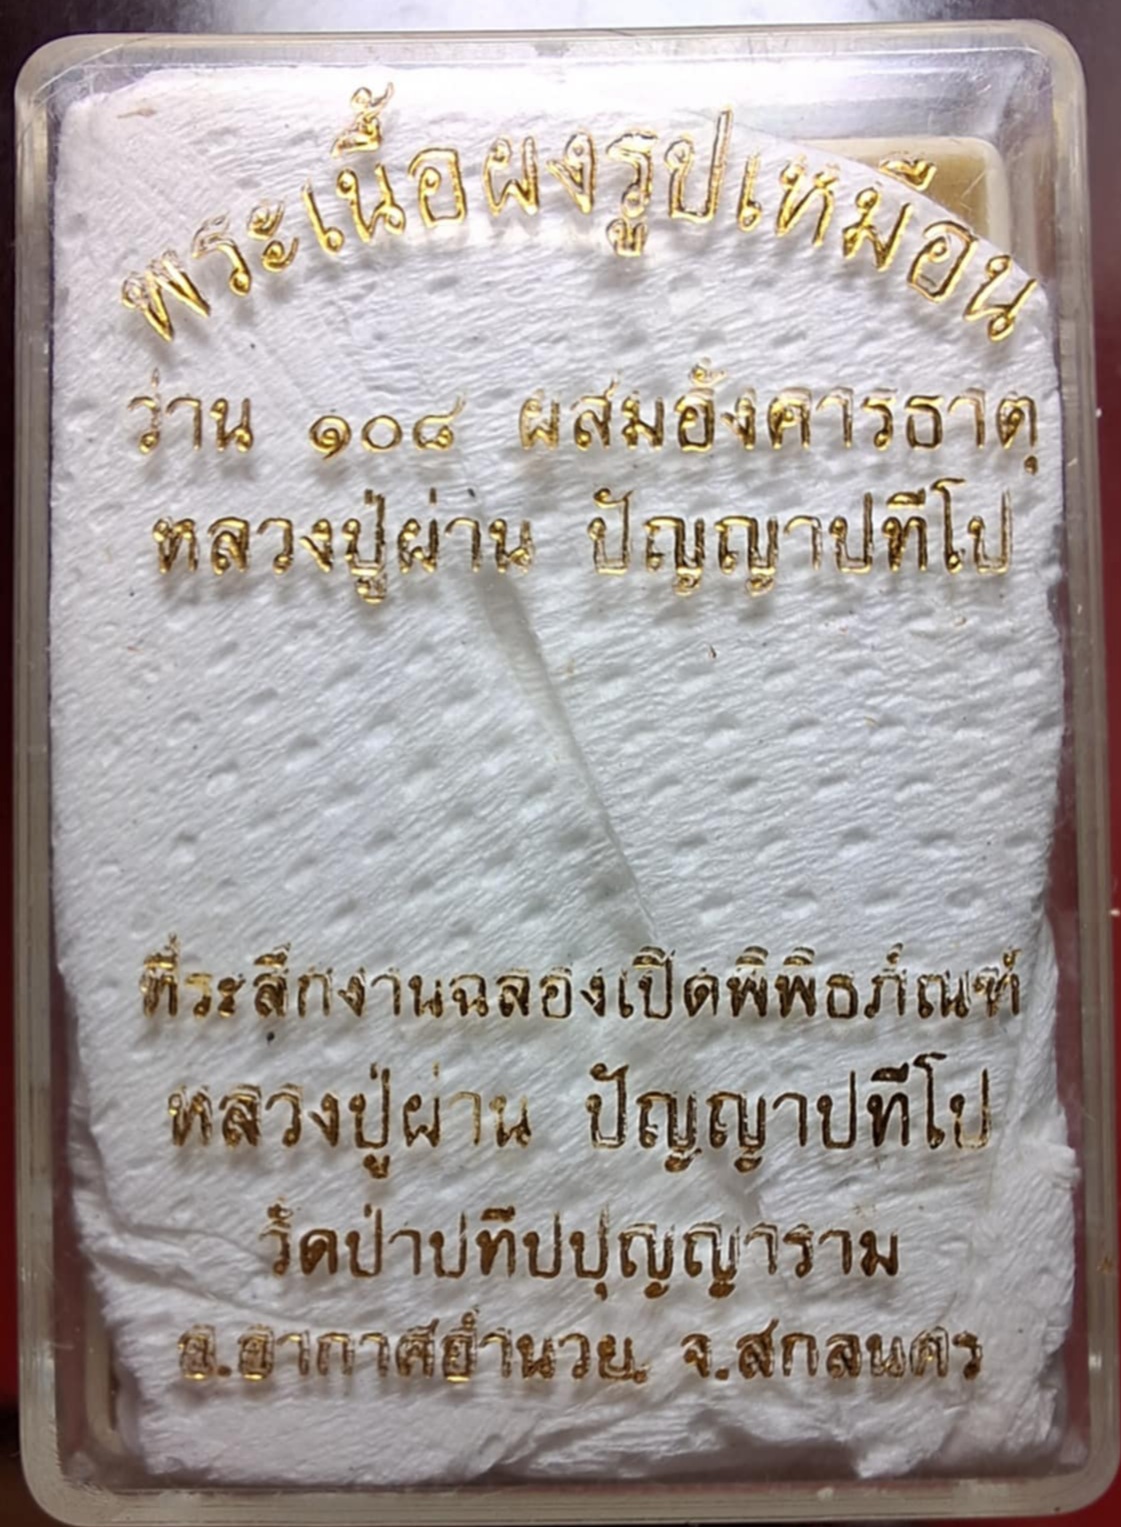 พระเนื้อผงรูปเหมือน
ว่าน ๑๐๘ ผสมอังคารธาตุ
หลวงปู่ผ่าน ปัญญาปทีโป
ที่ระลึกงานฉลองเปิดพิพิธภัณฑ์
หลวงปู่ผ่าน ปัญญาปทีโป
วัดป่าปทีปปุญญาราม
อ.อากาศอำนวย จ.สกลนคร